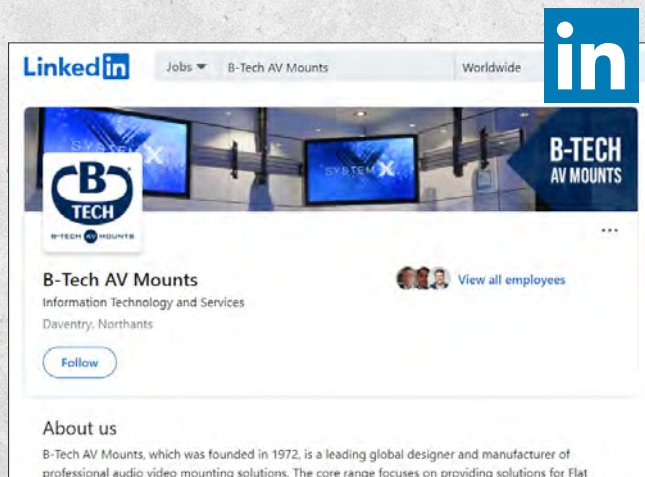 in
Linked in
Jobs
B-Tech AV Mounts
Worldwide
SYSTEM X
SYSTEM X
B-TECH
AV MOUNTS
B
TECH
B-TECH AV MOUNTS
B-Tech AV Mounts
View all employees
Information Technology and Services
Daventry, Northants
Follow
About us
B-Tech AV Mounts, which was founded in 1972, is a leading global designer and manufacturer of
professional audio video mounting solutions. The core range focuses on providing solutions for Flat